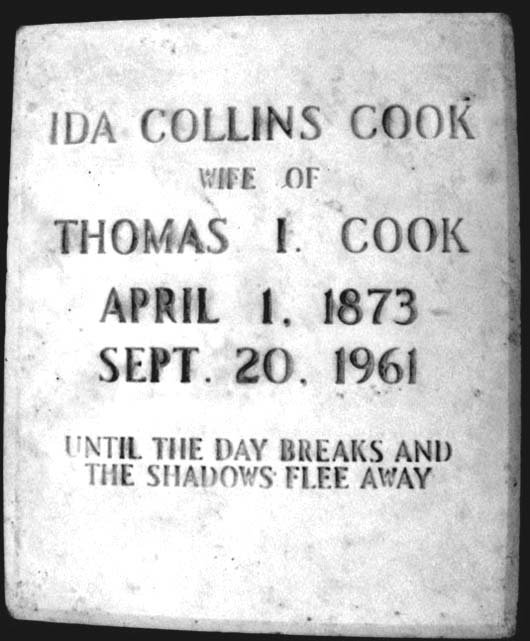 IDA COLLINS COOK
WIFE OF
THOMAS I. COOK
APRIL 1, 1873
SEPT. 20, 1961
UNTIL THE DAY BREAKS AND
THE SHADOWS FLEE AWAY